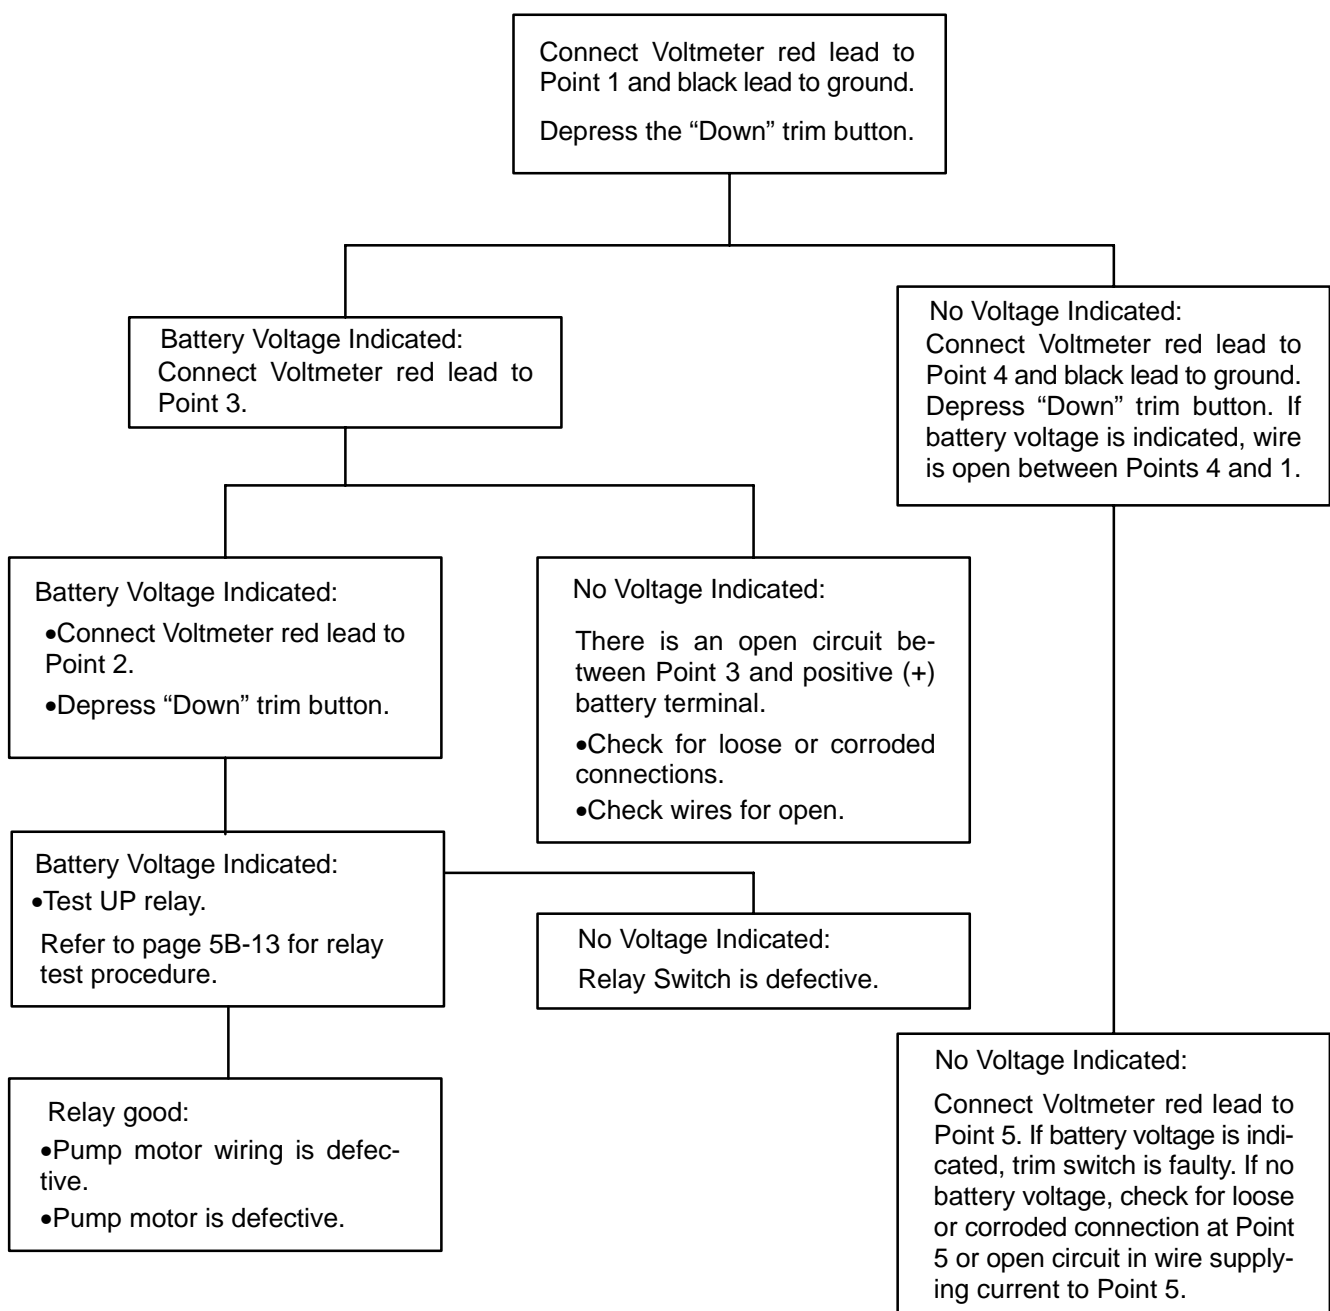 Connect Voltmeter red lead to
Point 1 and black lead to ground.
Depress the “Down” trim button.
Battery Voltage Indicated:
Connect Voltmeter red lead to
Point 3.
No Voltage Indicated:
Connect Voltmeter red lead to
Point 4 and black lead to ground.
Depress “Down” trim button. If
battery voltage is indicated, wire
is open between Points 4 and 1.
Battery Voltage Indicated:
•Connect Voltmeter red lead to
Point 2.
•Depress “Down” trim button.
No Voltage Indicated:
There is an open circuit be-
tween Point 3 and positive (+)
battery terminal.
•Check for loose or corroded
connections.
•Check wires for open.
Battery Voltage Indicated:
•Test UP relay.
Refer to page 5B-13 for relay
test procedure.
No Voltage Indicated:
Relay Switch is defective.
Relay good:
•Pump motor wiring is defec-
tive.
•Pump motor is defective.
No Voltage Indicated:
Connect Voltmeter red lead to
Point 5. If battery voltage is indi-
cated, trim switch is faulty. If no
battery voltage, check for loose
or corroded connection at Point
5 or open circuit in wire supply-
ing current to Point 5.